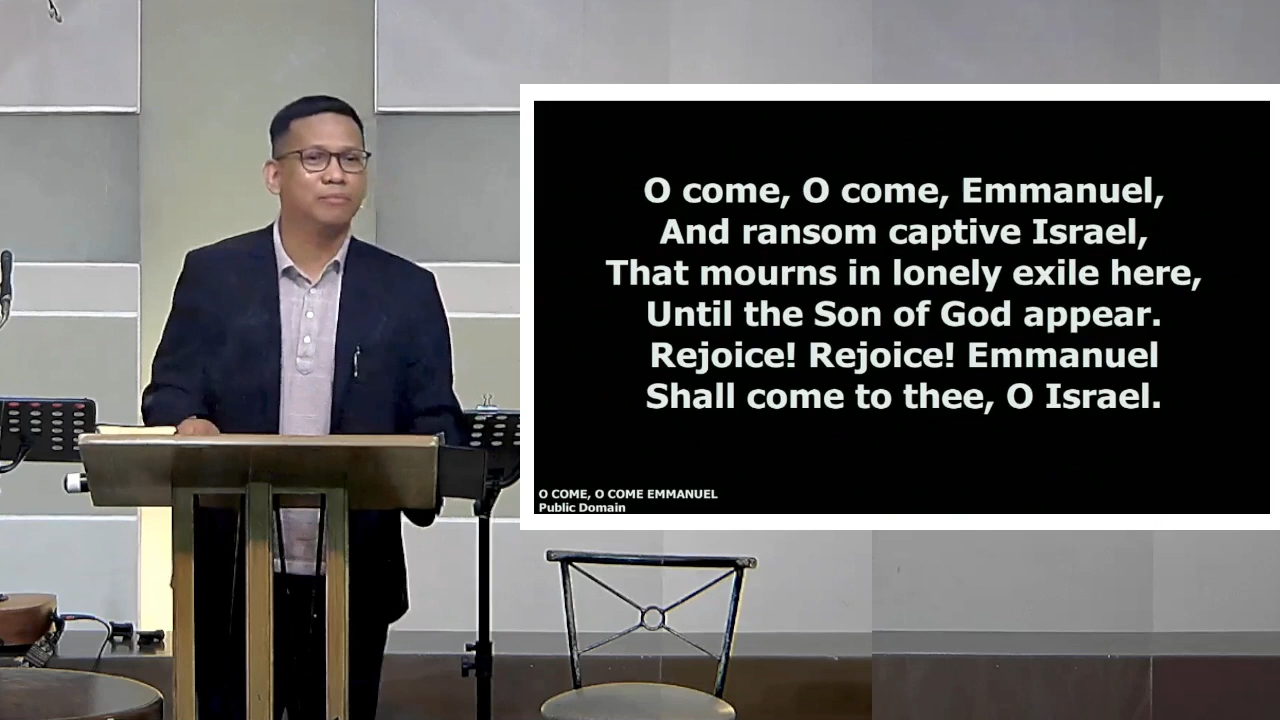 O come, O come, Emmanuel,
And ransom captive Israel,
That mourns in lonely exile here,
Until the Son of God appear.
Rejoice! Rejoice! Emmanuel
Shall come to thee, O Israel.
O COME, O COME EMMANUEL
Public Domain